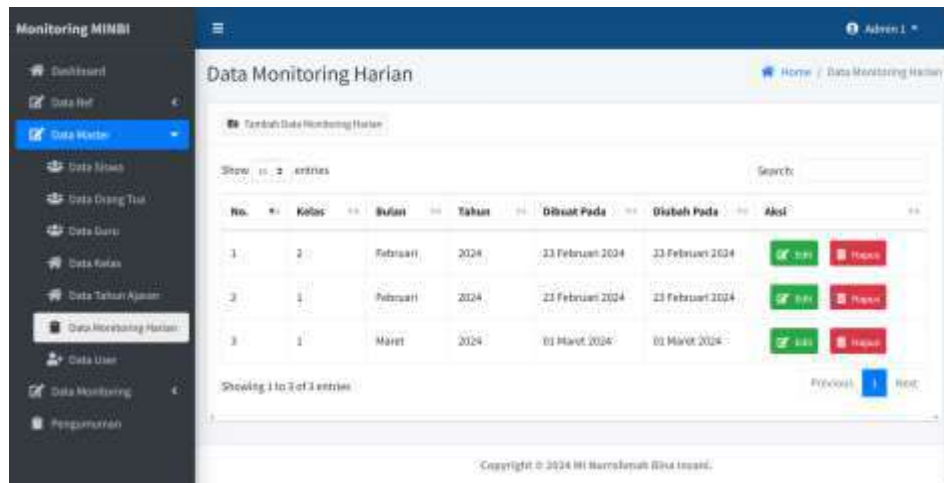 Monitoring MINBI
Admin 1
Dashboard
Data Ref
Data Master
Data Siswa
Data Orang Tua
Data Guru
Data Kelas
Data Tahun Ajaran
Data Monitoring Harian
Data User
Data Monitoring
Pengumuman
Data Monitoring Harian
Home / Data Monitoring Harian
Tambah Data Monitoring Harian
Show 10 entries
Search:
No. Kelas Bulan Tahun Dibuat Pada Diubah Pada Aksi
1 2 Februari 2024 23 Februari 2024 23 Februari 2024 Edit Hapus
2 1 Februari 2024 23 Februari 2024 23 Februari 2024 Edit Hapus
3 1 Maret 2024 01 Maret 2024 01 Maret 2024 Edit Hapus
Showing 1 to 3 of 3 entries
Previous 1 Next
Copyright © 2024 MI Bina Insani.